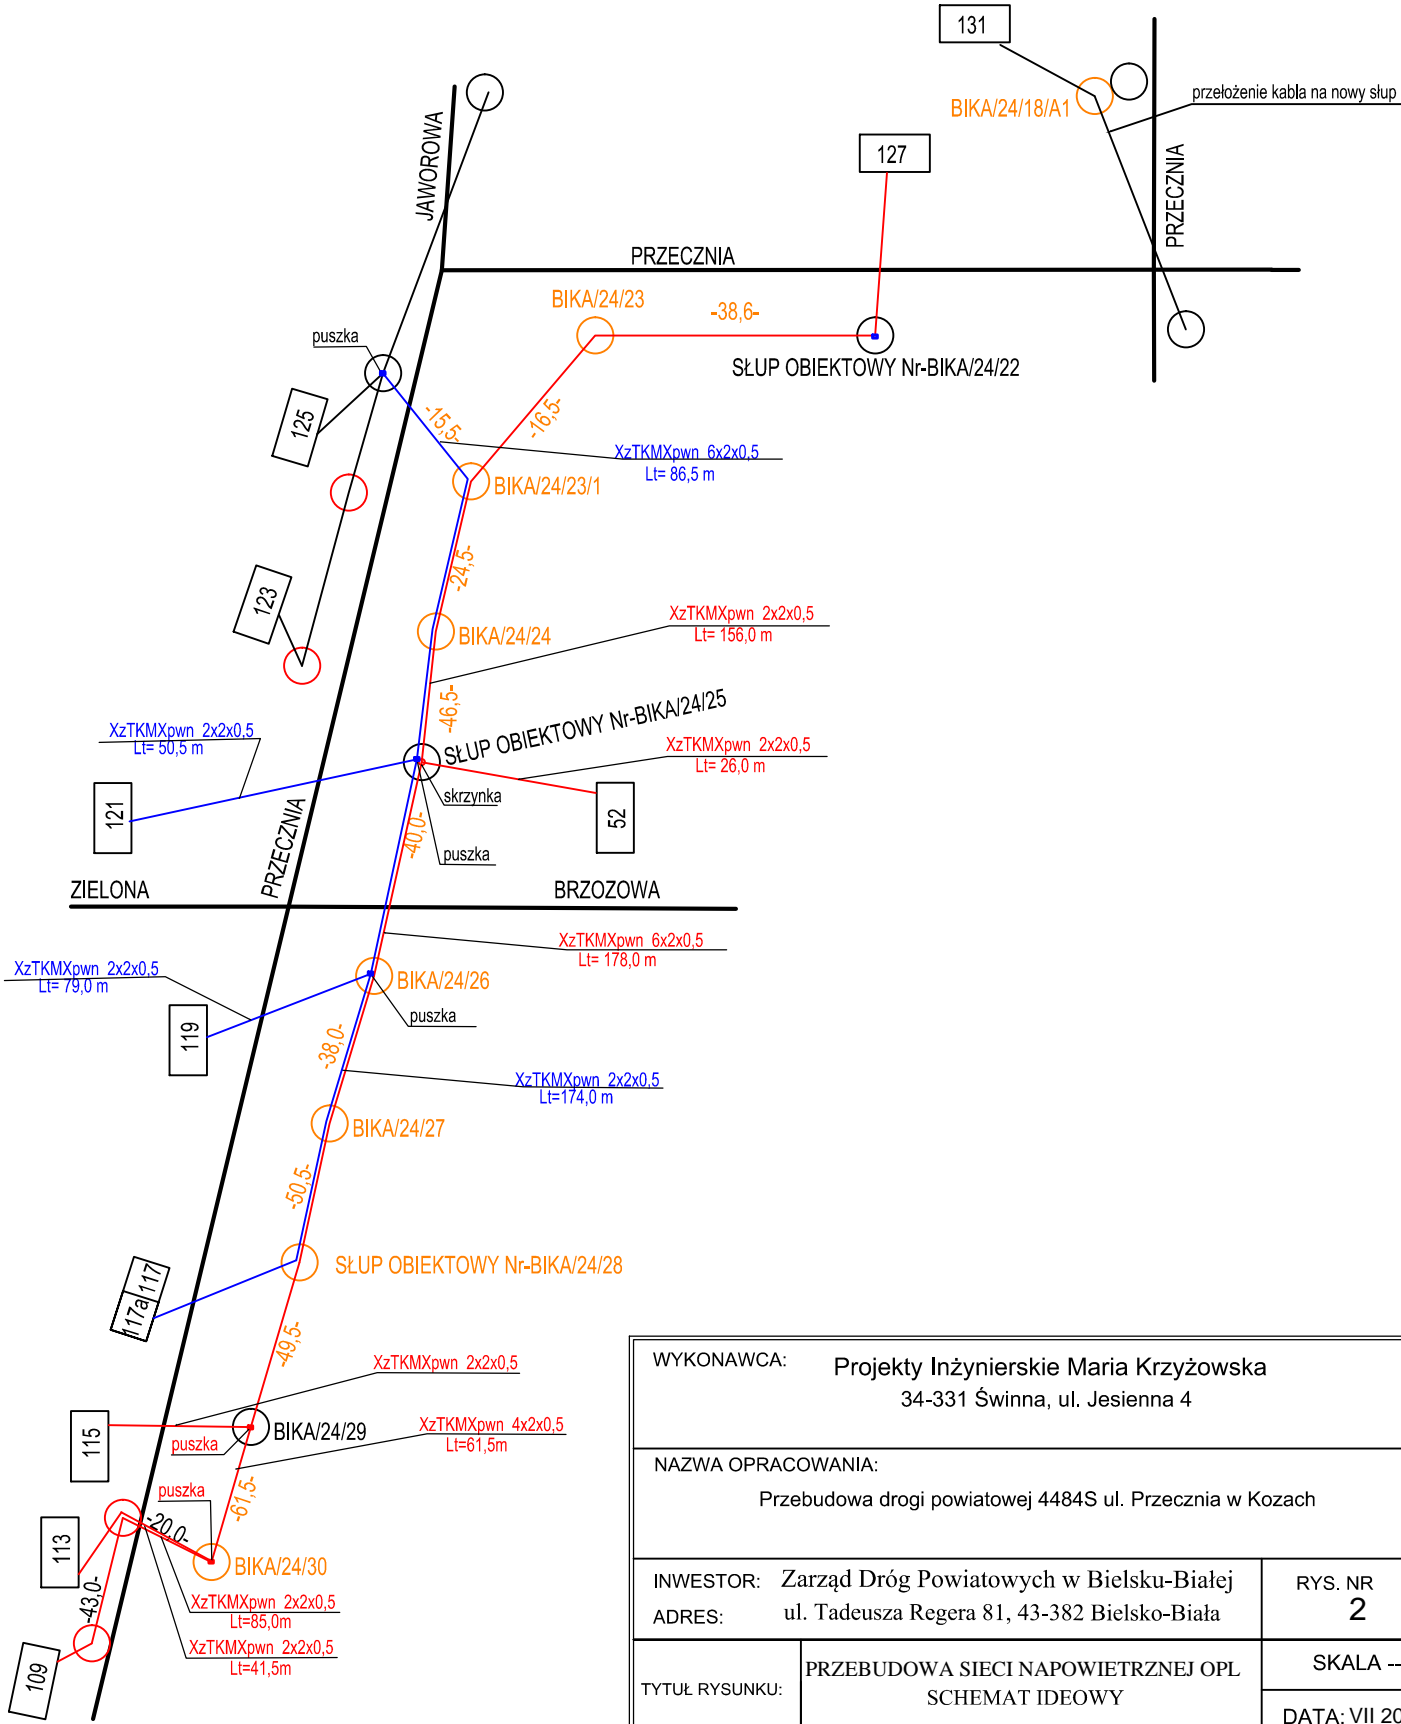 131
BIKA/24/18/A1
przełożenie kabla na nowy słup
JAWOROWA
127
PRZECZNIA
PRZECZNIA
BIKA/24/23
-38,6-
puszka
SŁUP OBIEKTOWY Nr-BIKA/24/22
125
-15,5-
-16,5-
XzTKMXpwn 6x2x0,5
Lt= 86,5 m
BIKA/24/23/1
-24,5-
123
XzTKMXpwn 2x2x0,5
Lt= 156,0 m
BIKA/24/24
-46,5-
SŁUP OBIEKTOWY Nr-BIKA/24/25
XzTKMXpwn 2x2x0,5
Lt= 50,5 m
XzTKMXpwn 2x2x0,5
Lt= 26,0 m
skrzynka
121
52
-40,0-
puszka
PRZECZNIA
ZIELONA
BRZOZOWA
XzTKMXpwn 6x2x0,5
Lt= 178,0 m
XzTKMXpwn 2x2x0,5
Lt= 79,0 m
BIKA/24/26
puszka
119
-38,0-
XzTKMXpwn 2x2x0,5
Lt=174,0 m
BIKA/24/27
-50,5-
SŁUP OBIEKTOWY Nr-BIKA/24/28
117
117a
-49,5-
XzTKMXpwn 2x2x0,5
115
puszka
BIKA/24/29
XzTKMXpwn 4x2x0,5
Lt=61,5m
puszka
-61,5-
-20,0-
113
BIKA/24/30
-43,0-
XzTKMXpwn 2x2x0,5
Lt=85,0m
XzTKMXpwn 2x2x0,5
Lt=41,5m
109
WYKONAWCA:
Projekty Inżynierskie Maria Krzyżowska
34-331 Świnna, ul. Jesienna 4
NAZWA OPRACOWANIA:
Przebudowa drogi powiatowej 4484S ul. Przecznia w Kozach
INWESTOR: Zarząd Dróg Powiatowych w Bielsku-Białej
ADRES: ul. Tadeusza Regera 81, 43-382 Bielsko-Biała
RYS. NR
2
TYTUŁ RYSUNKU:
PRZEBUDOWA SIECI NAPOWIETRZNEJ OPL
SCHEMAT IDEOWY
SKALA --
DATA: VII 20